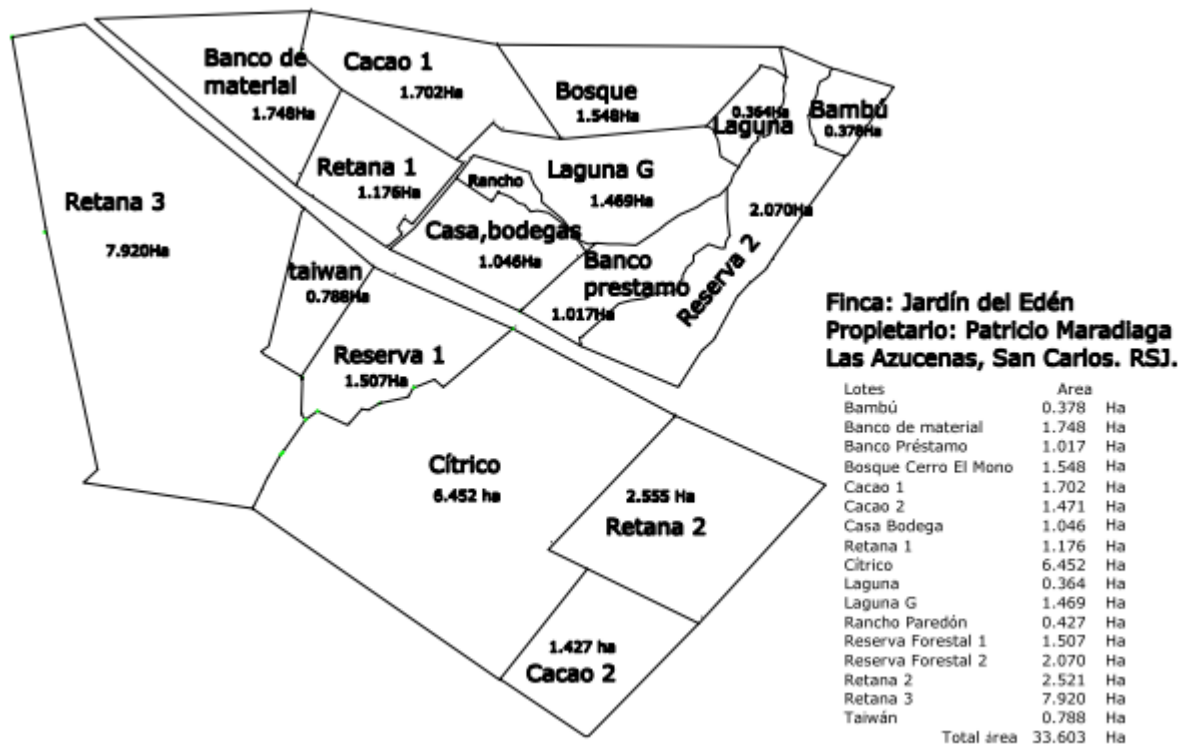 Banco de
material
1.748Ha
Cacao 1
1.702Ha
Bosque
1.548Ha
0.364Ha
Laguna
Bambú
0.378Ha
Retana 1
1.176Ha
Rancho
Laguna G
1.469Ha
Retana 3
7.920Ha
2.070Ha
Reserva 2
Casa,bodegas
1.046Ha
taiwan
0.788Ha
Banco
prestamo
1.017Ha
Reserva 1
1.507Ha
Cítrico
6.452 ha
2.555 Ha
Retana 2
1.427 ha
Cacao 2
Finca: Jardín del Edén
Propietario: Patricio Maradiaga
Las Azucenas, San Carlos. RSJ.
Lotes Area
Bambú 0.378 Ha
Banco de material 1.748 Ha
Banco Préstamo 1.017 Ha
Bosque Cerro El Mono 1.548 Ha
Cacao 1 1.702 Ha
Cacao 2 1.471 Ha
Casa Bodega 1.046 Ha
Retana 1 1.176 Ha
Cítrico 6.452 Ha
Laguna 0.364 Ha
Laguna G 1.469 Ha
Rancho Paredón 0.427 Ha
Reserva Forestal 1 1.507 Ha
Reserva Forestal 2 2.070 Ha
Retana 2 2.521 Ha
Retana 3 7.920 Ha
Taiwán 0.788 Ha
Total área 33.603 Ha